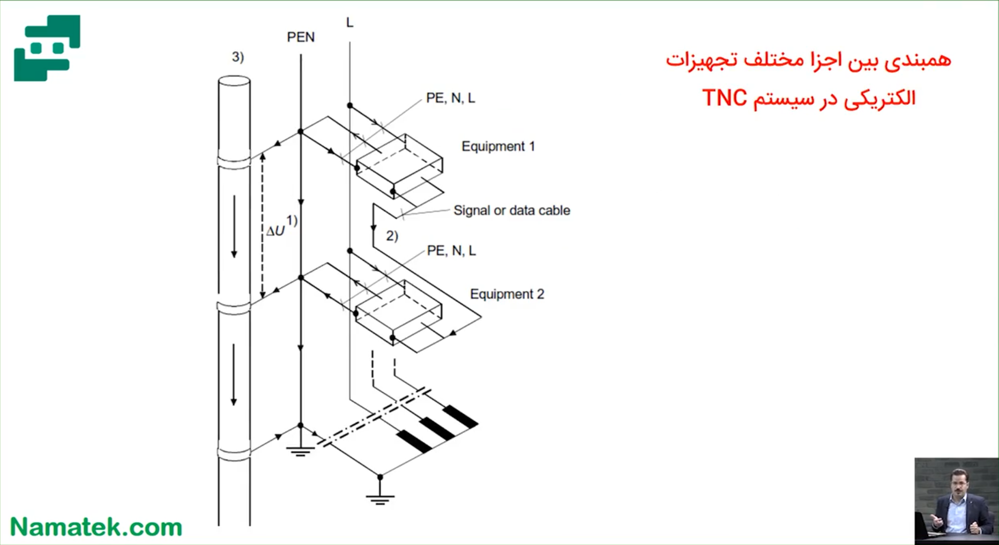 همبندی بین اجزا مختلف تجهیزات
الکتریکی در سیستم TNC
L
PEN
3)
PE, N, L
Equipment 1
Signal or data cable
ΔU 1)
2)
PE, N, L
Equipment 2
Namatek.com